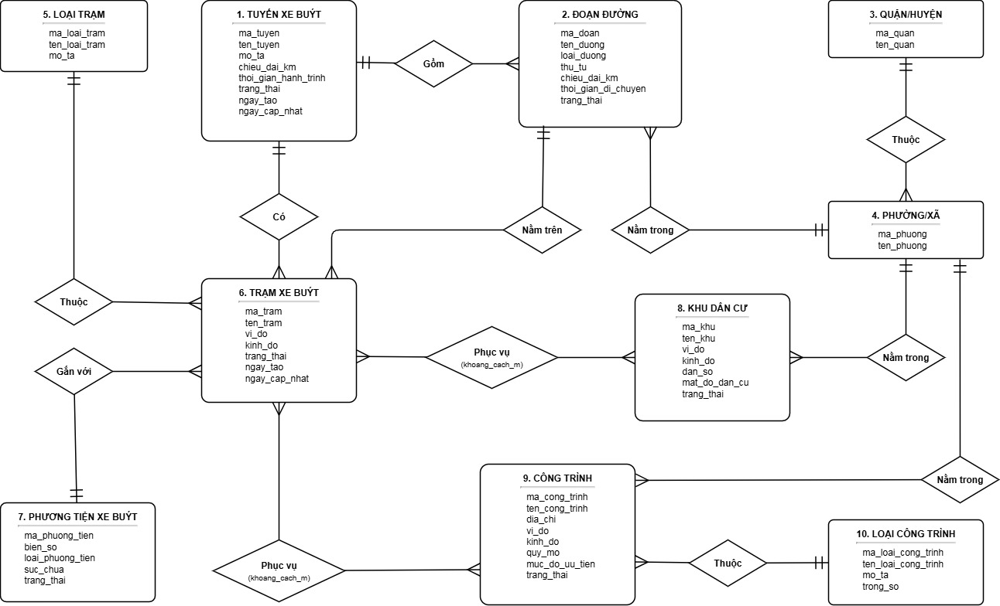 5. LOẠI TRẠM
ma_loai_tram
ten_loai_tram
mo_ta
1. TUYẾN XE BUÝT
ma_tuyen
ten_tuyen
mo_ta
chieu_dai_km
thoi_gian_hanh_trinh
trang_thai
ngay_tao
ngay_cap_nhat
Gồm
2. ĐOẠN ĐƯỜNG
ma_doan
ten_duong
loai_duong
thu_tu
chieu_dai_km
thoi_gian_di_chuyen
trang_thai
3. QUẬN/HUYỆN
ma_quan
ten_quan
Thuộc
Có
Nằm trên
Nằm trong
4. PHƯỜNG/XÃ
ma_phuong
ten_phuong
Thuộc
6. TRẠM XE BUÝT
ma_tram
ten_tram
vi_do
kinh_do
trang_thai
ngay_tao
ngay_cap_nhat
Gắn với
Phục vụ
(khoang_cach_m)
8. KHU DÂN CƯ
ma_khu
ten_khu
vi_do
kinh_do
dan_so
mat_do_dan_cu
trang_thai
Nằm trong
7. PHƯƠNG TIỆN XE BUÝT
ma_phuong_tien
bien_so
loai_phuong_tien
suc_chua
trang_thai
Phục vụ
(khoang_cach_m)
9. CÔNG TRÌNH
ma_cong_trinh
ten_cong_trinh
dia_chi
vi_do
kinh_do
quy_mo
muc_do_uu_tien
trang_thai
Nằm trong
Thuộc
10. LOẠI CÔNG TRÌNH
ma_loai_cong_trinh
ten_loai_cong_trinh
mo_ta
trong_so